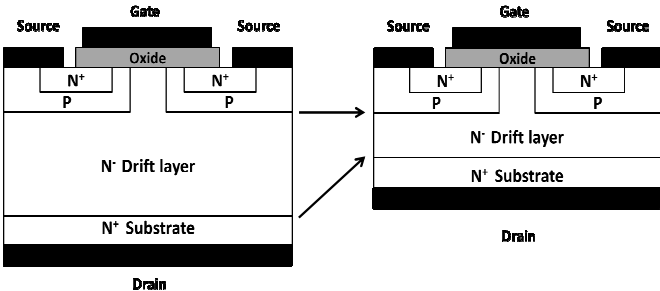 Gate
Source Source
Oxide
N+ N+
P P
N- Drift layer
N+ Substrate
Drain
Gate
Source Source
Oxide
N+ N+
P P
N- Drift layer
N+ Substrate
Drain